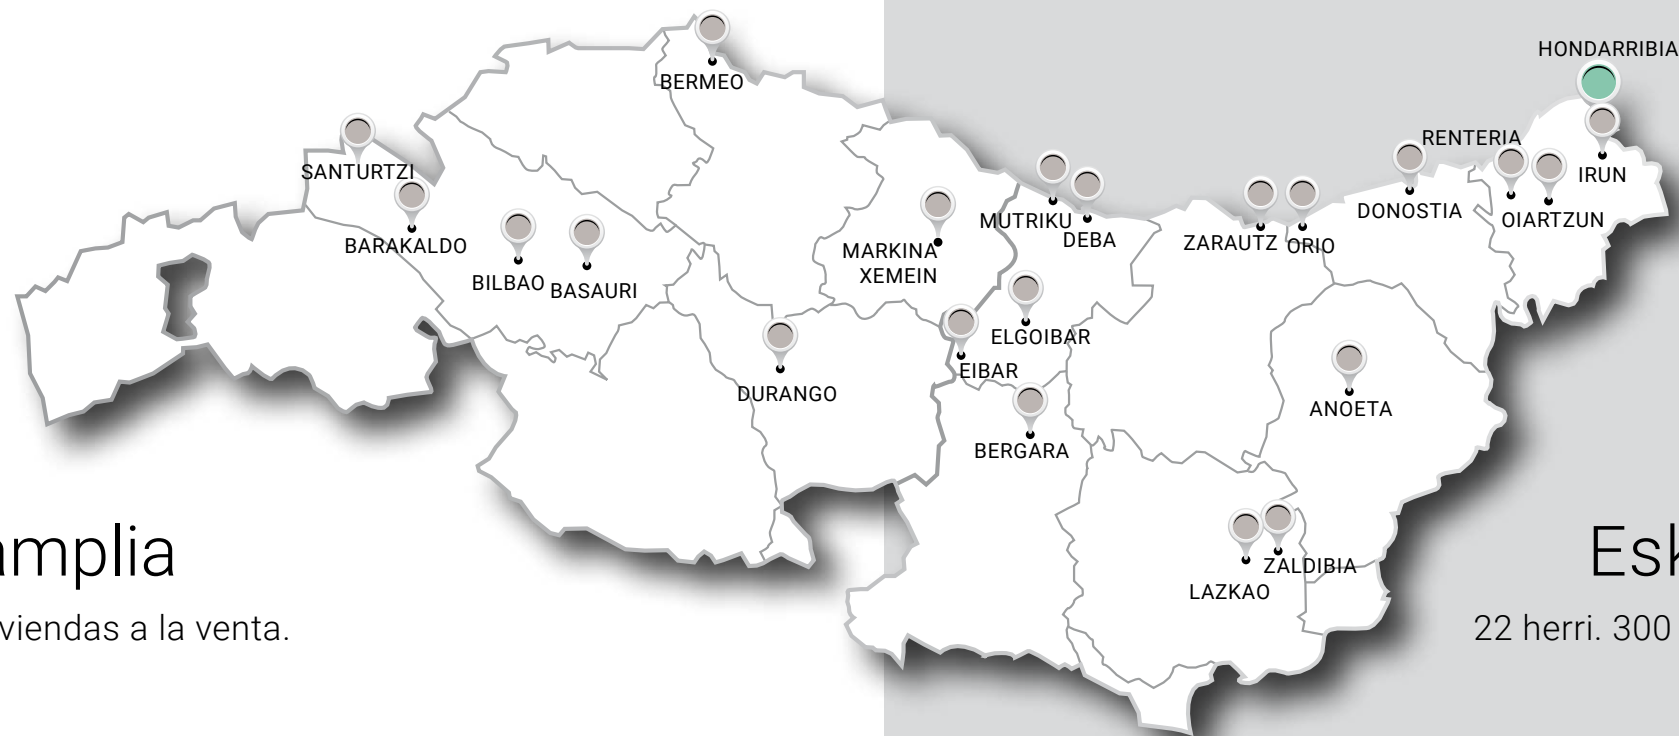 HONDARRIBIA
BERMEO
RENTERIA
SANTURTZI
IRUN
DONOSTIA
OIARTZUN
MUTRIKU
DEBA
ZARAUTZ
ORIO
BARAKALDO
MARKINA
XEMEIN
BILBAO
BASAURI
ELGOIBAR
EIBAR
DURANGO
ANOETA
BERGARA
ZALDIBIA
LAZKAO
amplia
viendas a la venta.
Esk
22 herri. 300